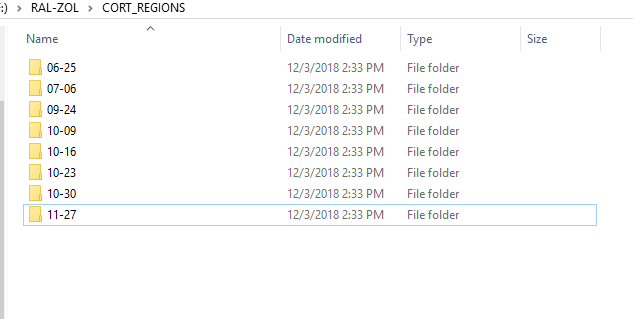 :) > RAL-ZOL > CORT_REGIONS
Name Date modified Type Size
06-25 12/3/2018 2:33 PM File folder
07-06 12/3/2018 2:33 PM File folder
09-24 12/3/2018 2:33 PM File folder
10-09 12/3/2018 2:33 PM File folder
10-16 12/3/2018 2:33 PM File folder
10-23 12/3/2018 2:33 PM File folder
10-30 12/3/2018 2:33 PM File folder
11-27 12/3/2018 2:33 PM File folder